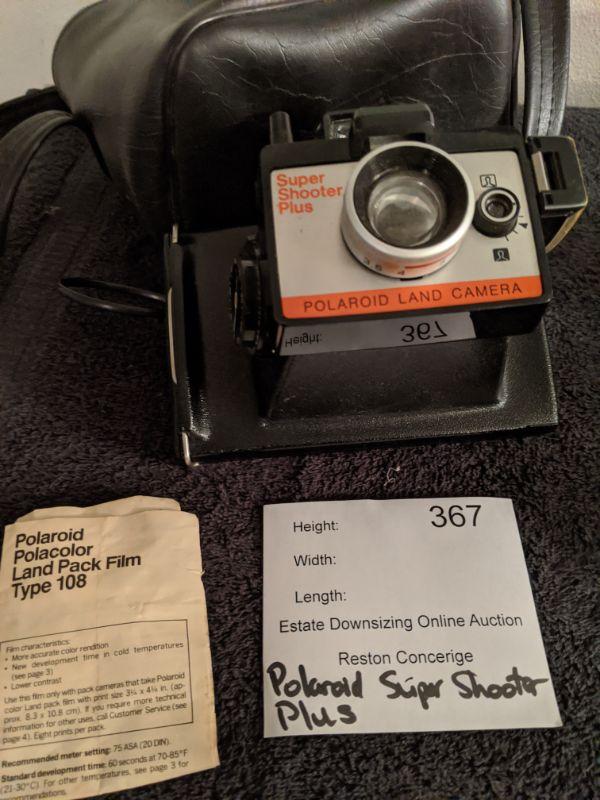 Super
Shooter
Plus
3.5 4
POLAROID LAND CAMERA
Height: 367
Polaroid
Polacolor
Land Pack Film
Type 108
Film characteristics:
• More accurate color rendition
• New development time in cold temperatures
(see page 3)
• Lower contrast
Use this film only with pack cameras that take Polaroid
color Land pack film with print size 3¼ x 4¼ in. (ap-
prox. 8.3 x 10.8 cm). If you require more technical
information for other uses, call Customer Service (see
page 4). Eight prints per pack.
Recommended meter setting: 75 ASA (20 DIN).
Standard development time: 60 seconds at 70-85°F
(21-30°C). For other temperatures, see page 3 for
recommendations.
Height: 367
Width:
Length:
Estate Downsizing Online Auction
Reston Concerige
Polaroid Super Shooter
Plus